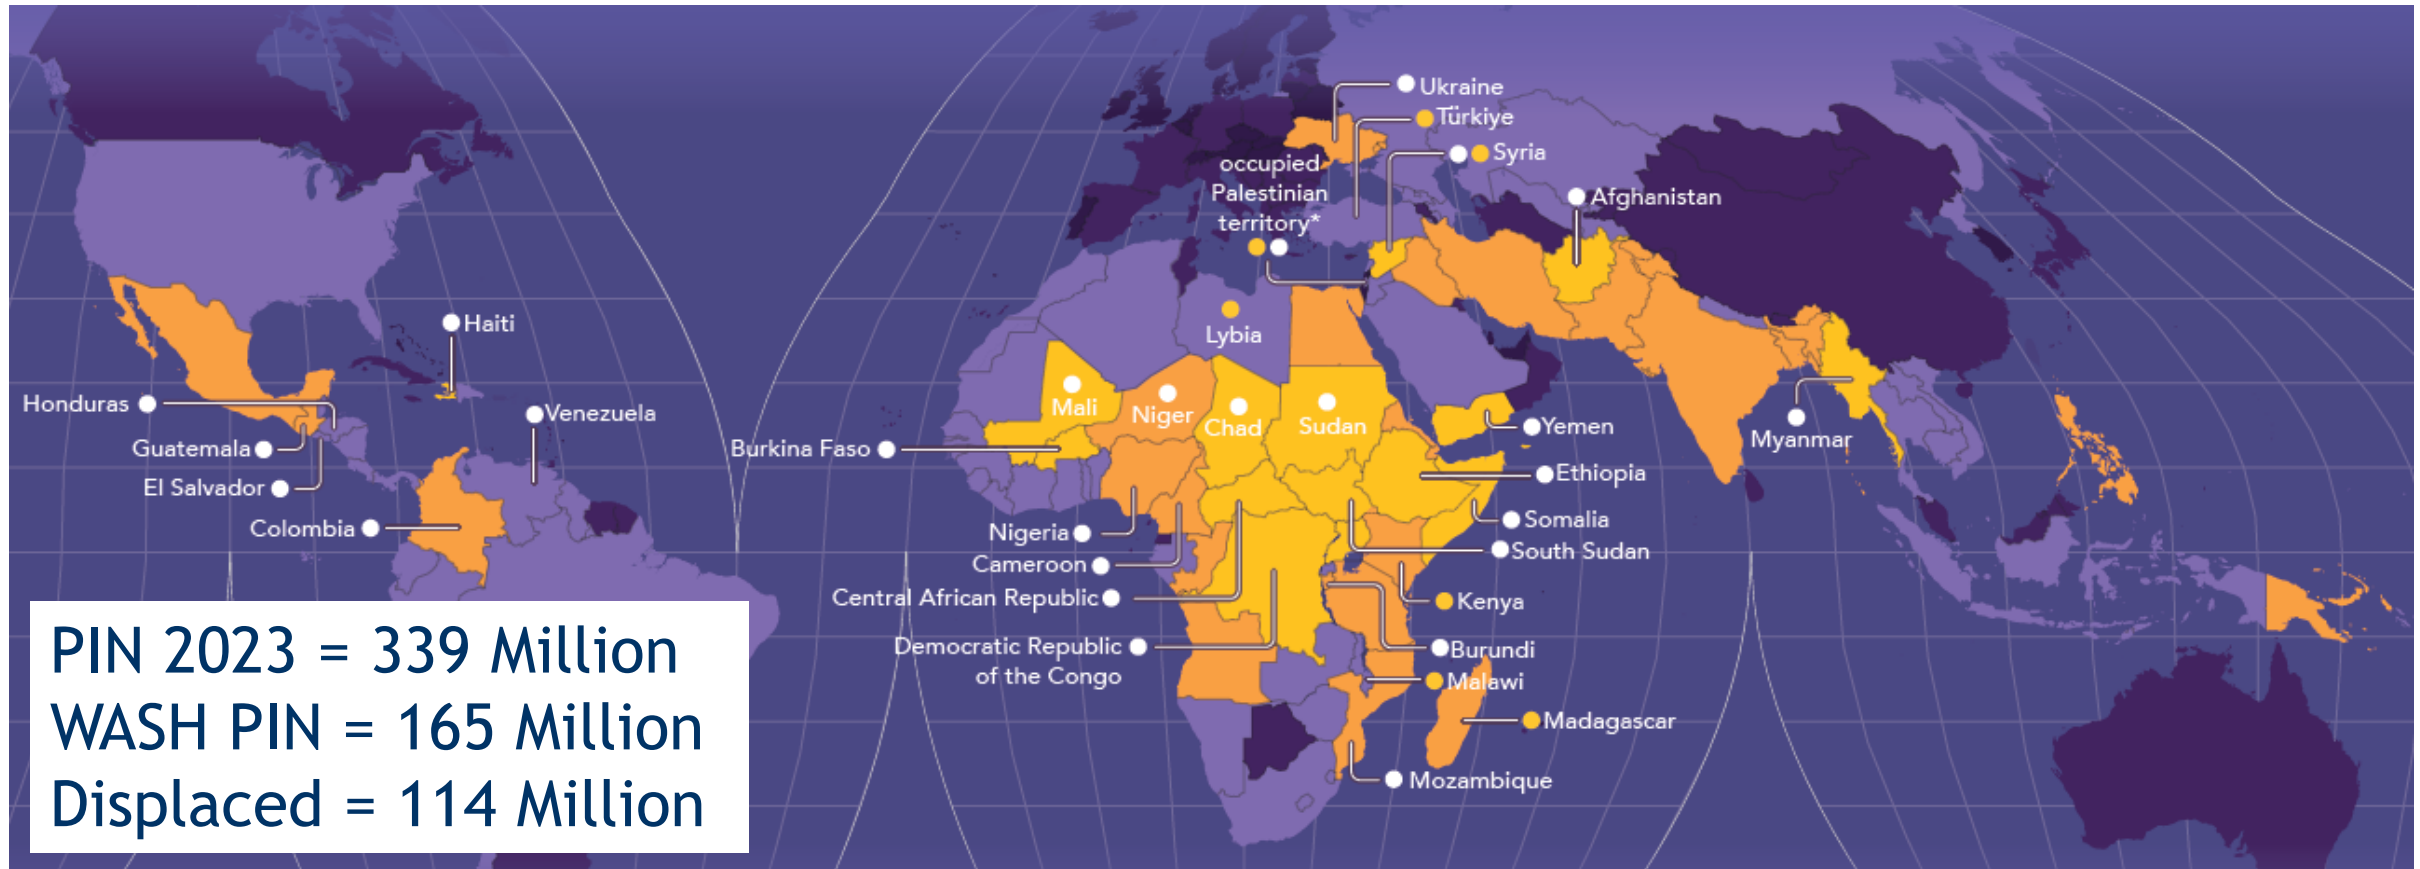 Ukraine
Türkiye
Syria
occupied
Palestinian
territory*
Afghanistan
Haiti
Lybia
Honduras
Venezuela
Mali
Niger
Chad
Sudan
Yemen
Myanmar
Guatemala
Burkina Faso
El Salvador
Ethiopia
Colombia
Nigeria
Somalia
South Sudan
Cameroon
Central African Republic
Kenya
Democratic Republic
of the Congo
Burundi
Malawi
Madagascar
Mozambique
PIN 2023 = 339 Million
WASH PIN = 165 Million
Displaced = 114 Million